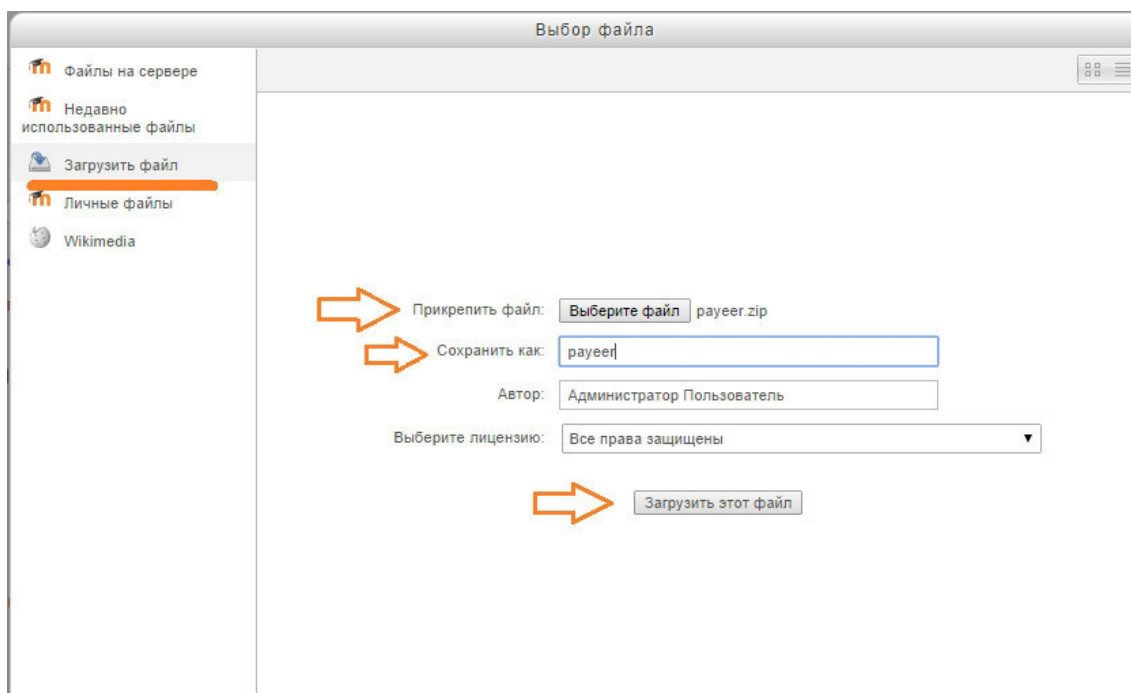 Выбор файла
Файлы на сервере
Недавно
использованные файлы
Загрузить файл
Личные файлы
Wikimedia
Прикрепить файл: Выберите файл payeer.zip
Сохранить как: payeer
Автор: Администратор Пользователь
Выберите лицензию: Все права защищены
Загрузить этот файл